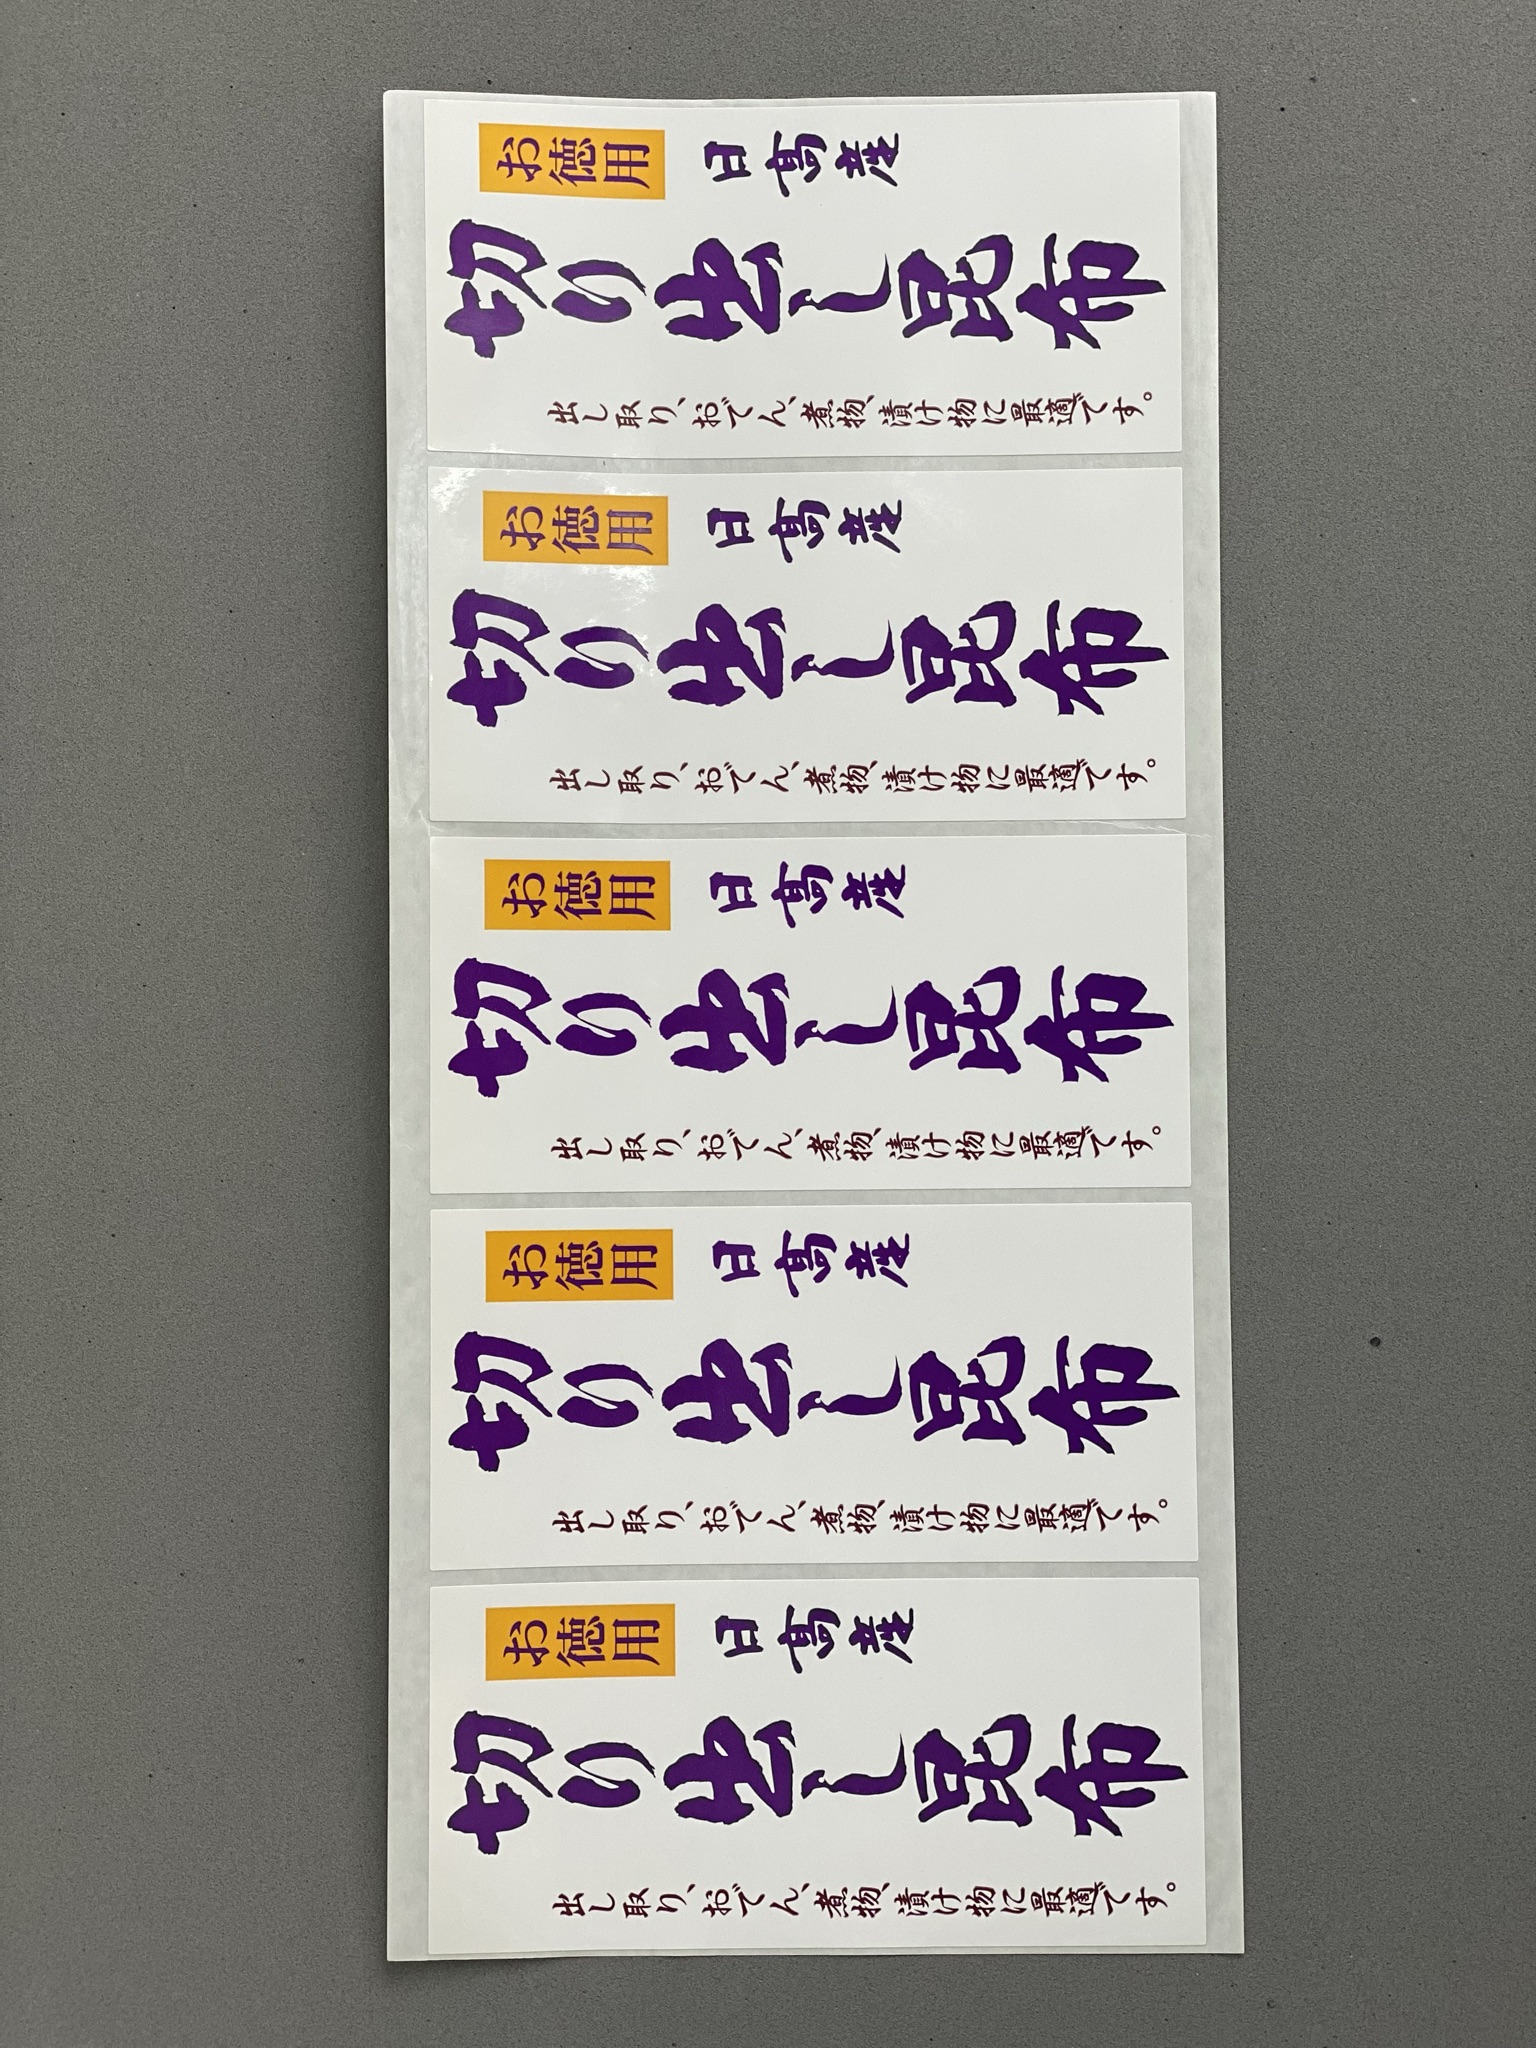 お徳用
日高産
切り出し昆布
出し取り、おでん、煮物、漬け物に最適です。
お徳用
日高産
切り出し昆布
出し取り、おでん、煮物、漬け物に最適です。
お徳用
日高産
切り出し昆布
出し取り、おでん、煮物、漬け物に最適です。
お徳用
日高産
切り出し昆布
出し取り、おでん、煮物、漬け物に最適です。
お徳用
日高産
切り出し昆布
出し取り、おでん、煮物、漬け物に最適です。